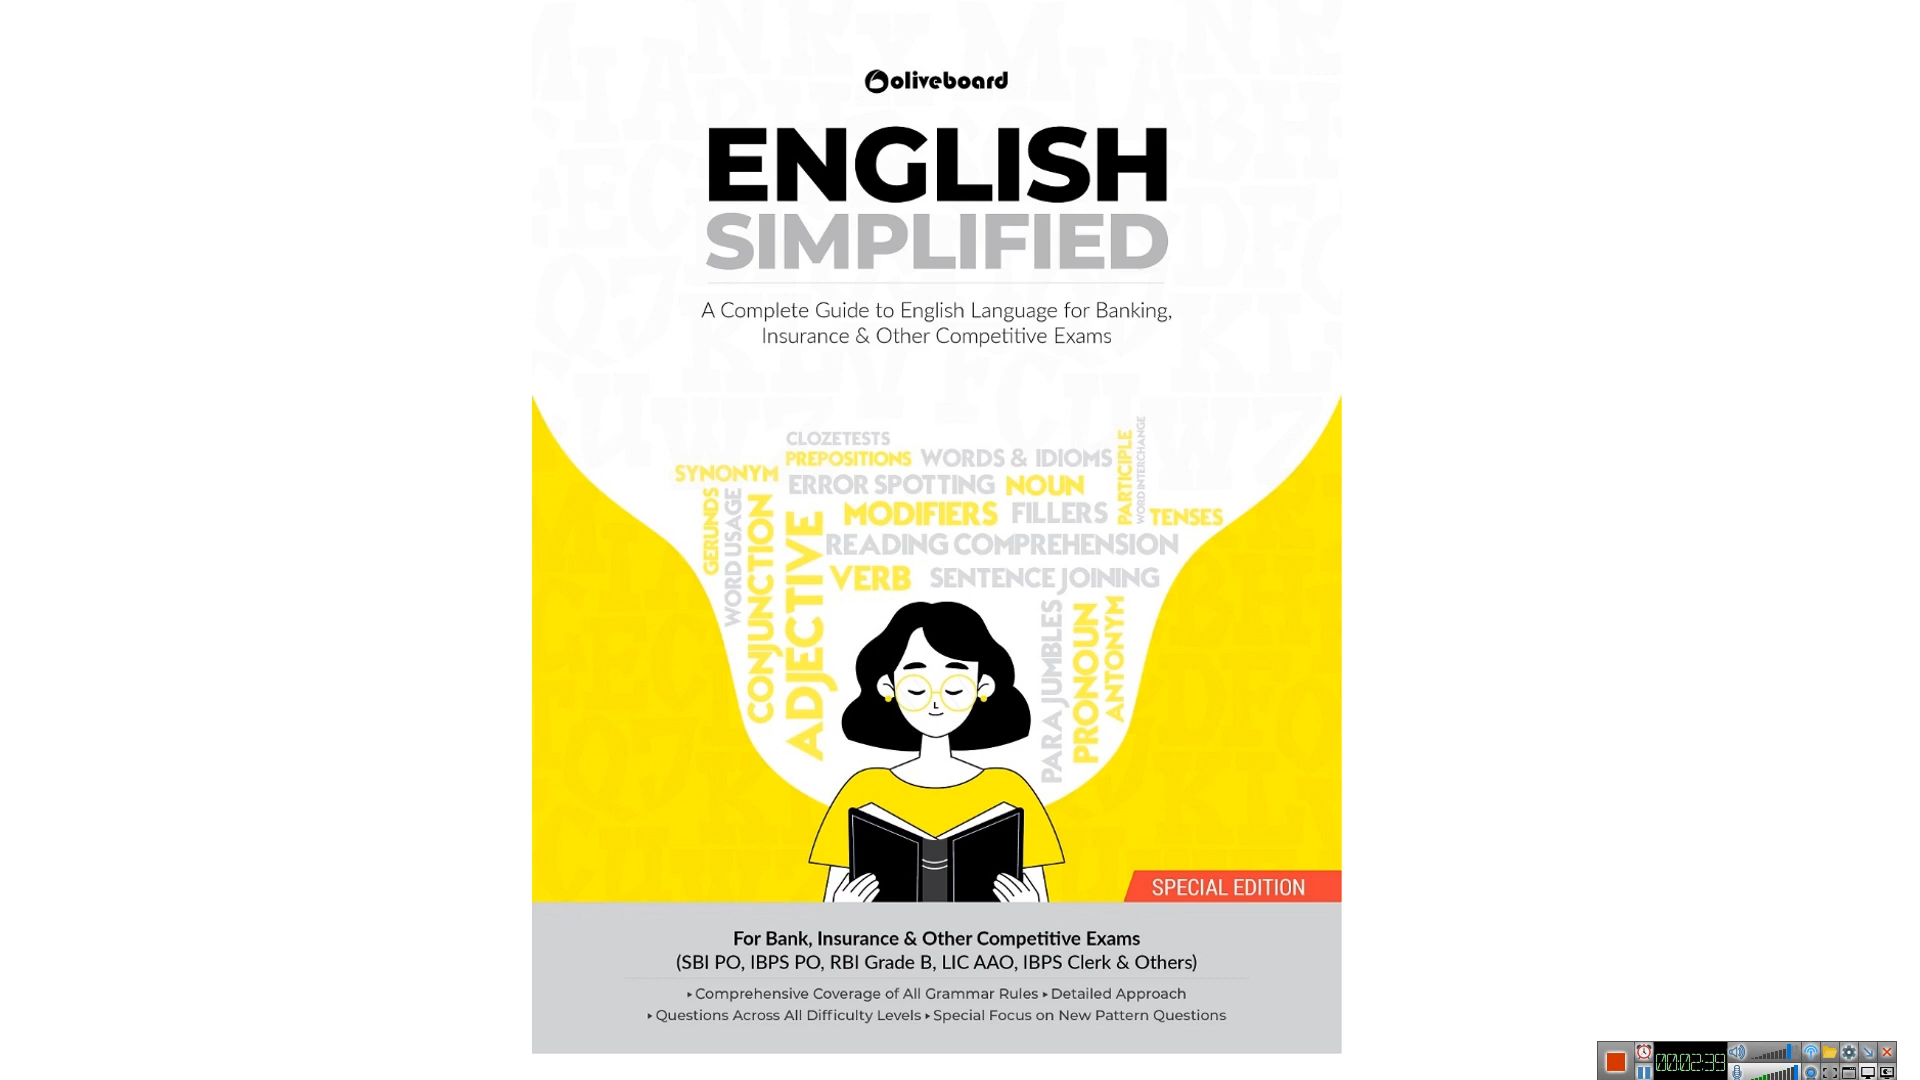 oliveboard
ENGLISH
SIMPLIFIED
A Complete Guide to English Language for Banking,
Insurance & Other Competitive Exams
CLOZETESTS
PREPOSITIONS
WORDS & IDIOMS
PARTICIPLE
WORD INTERCHANGE
SYNONYM
ERROR SPOTTING
NOUN
GERUNDS
WORD USAGE
CONJUNCTION
ADJECTIVE
MODIFIERS
FILLERS
TENSES
READING COMPREHENSION
VERB
SENTENCE JOINING
PARA JUMBLES
PRONOUN
ANTONYM
SPECIAL EDITION
For Bank, Insurance & Other Competitive Exams
(SBI PO, IBPS PO, RBI Grade B, LIC AAO, IBPS Clerk & Others)
▸ Comprehensive Coverage of All Grammar Rules ▸ Detailed Approach
▸ Questions Across All Difficulty Levels ▸ Special Focus on New Pattern Questions
00:02:39